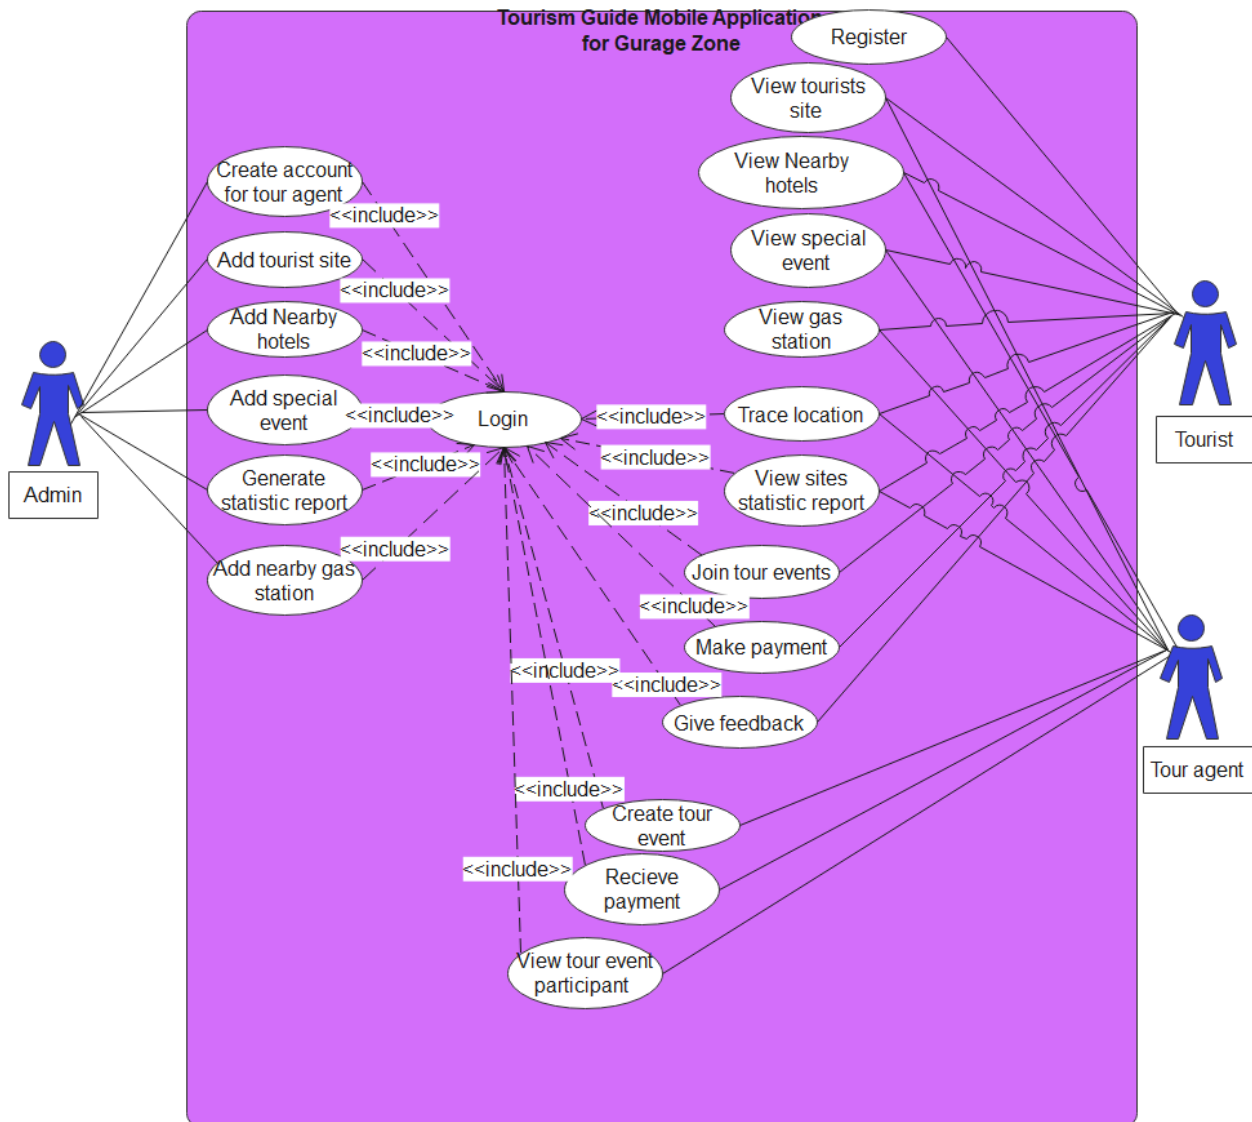 Tourism Guide Mobile Application
for Gurage Zone
Register
View tourists
site
View Nearby
hotels
View special
event
View gas
station
Trace location
View sites
statistic report
Join tour events
Make payment
Give feedback
Create tour
event
Recieve
payment
View tour event
participant
Create account
for tour agent
Add tourist site
Add Nearby
hotels
Add special
event
Generate
statistic report
Add nearby gas
station
Login
<<include>>
<<include>>
<<include>>
<<include>>
<<include>>
<<include>>
<<include>>
<<include>>
<<include>>
<<include>>
<<include>>
<<include>>
<<include>>
<<include>>
Admin
Tourist
Tour agent